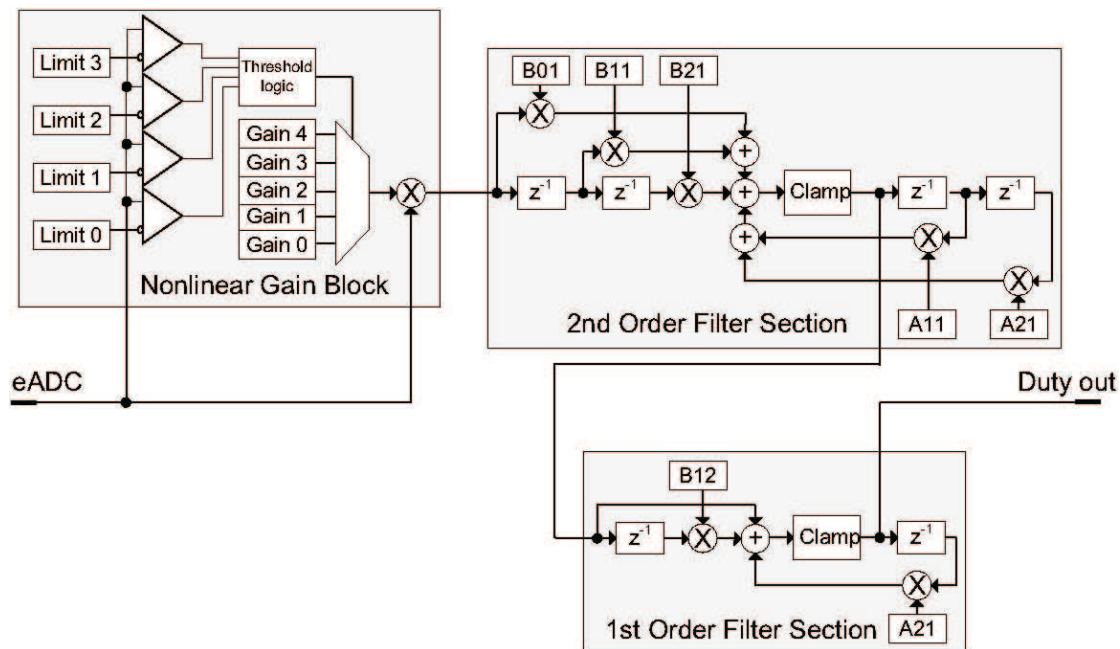 Limit 3
Limit 2
Limit 1
Limit 0
Threshold
logic
Gain 4
Gain 3
Gain 2
Gain 1
Gain 0
X
Nonlinear Gain Block
eADC
B01
B11
B21
X
X
+
z-1
z-1
X
+
Clamp
z-1
z-1
+
X
X
A11
A21
2nd Order Filter Section
Duty out
B12
z-1
X
+
Clamp
z-1
X
A21
1st Order Filter Section